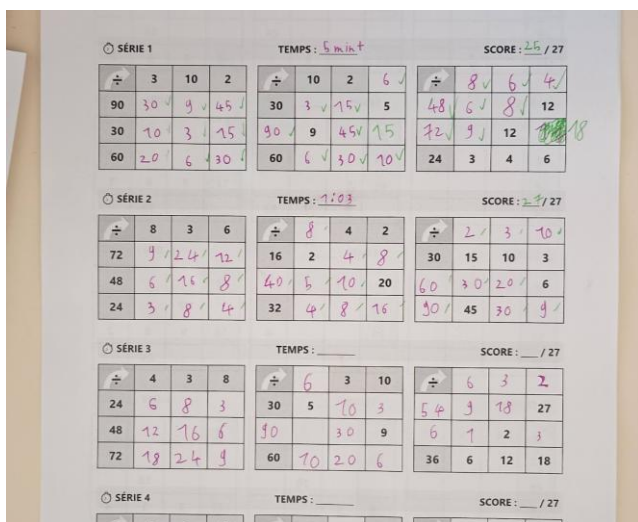 SÉRIE 1 TEMPS : 5 min+ SCORE : 25 / 27
÷ 3 10 2 ÷ 10 2 6 ÷ 8 6 4
90 30 9 45 30 3 15 5 48 6 8 12
30 10 3 15 90 9 45 15 72 9 12 18
60 20 6 30 60 6 30 10 24 3 4 6
SÉRIE 2 TEMPS : 1:03 SCORE : 27 / 27
÷ 8 3 6 ÷ 8 4 2 ÷ 2 3 10
72 9 24 12 16 2 4 8 30 15 10 3
48 6 16 8 40 5 10 20 60 30 20 6
24 3 8 4 32 4 8 16 90 45 30 9
SÉRIE 3 TEMPS : ______ SCORE : __ / 27
÷ 4 3 8 ÷ 6 3 10 ÷ 6 3 2
24 6 8 3 30 5 10 3 54 9 18 27
48 12 16 6 90 30 9 6 1 2 3
72 18 24 9 60 10 20 6 36 6 12 18
SÉRIE 4 TEMPS : ______ SCORE : __ / 27